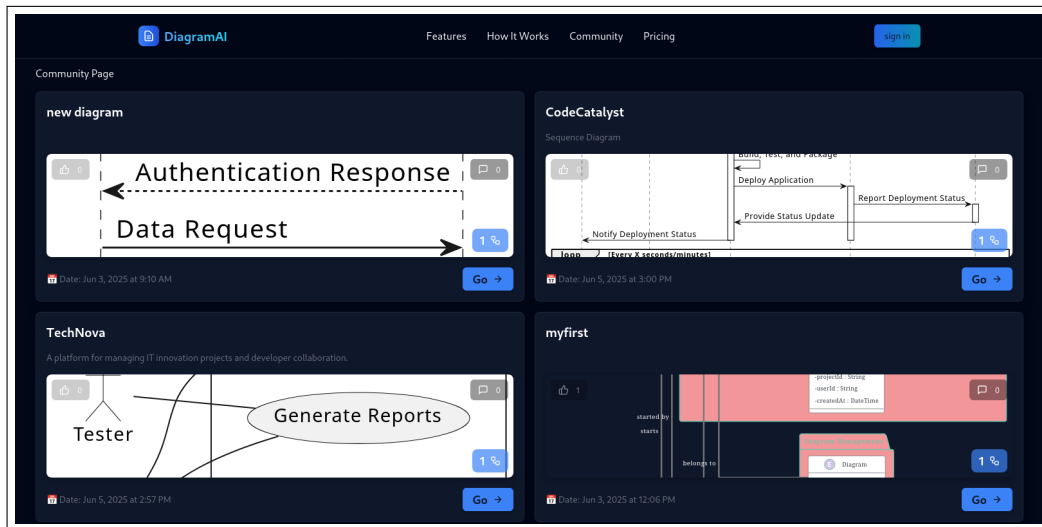 DiagramAI
Features How It Works Community Pricing
sign in
Community Page
new diagram
0
0
Authentication Response
Data Request
1
Date: Jun 3, 2025 at 9:10 AM
Go →
CodeCatalyst
Sequence Diagram
0
0
Build, Test, and Package
Deploy Application
Report Deployment Status
Provide Status Update
Notify Deployment Status
1
loop [Every X seconds/minutes]
Date: Jun 5, 2025 at 3:00 PM
Go →
TechNova
A platform for managing IT innovation projects and developer collaboration.
0
0
Generate Reports
Tester
1
Date: Jun 5, 2025 at 2:57 PM
Go →
myfirst
1
0
-projectId : String
-userId : String
-createdAt : DateTime
started by
starts
belongs to
E Diagram
1
Date: Jun 3, 2025 at 12:06 PM
Go →